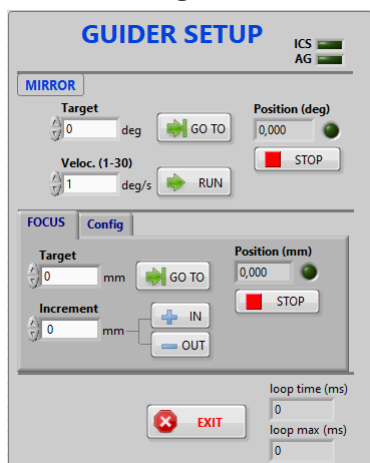 GUIDER SETUP
ICS
AG
MIRROR
Target
0 deg GO TO
Position (deg)
0,000
Veloc. (1-30)
1 deg/s RUN
STOP
FOCUS Config
Target
0 mm GO TO
Position (mm)
0,000
STOP
Increment
0 mm
IN
OUT
EXIT
loop time (ms)
0
loop max (ms)
0